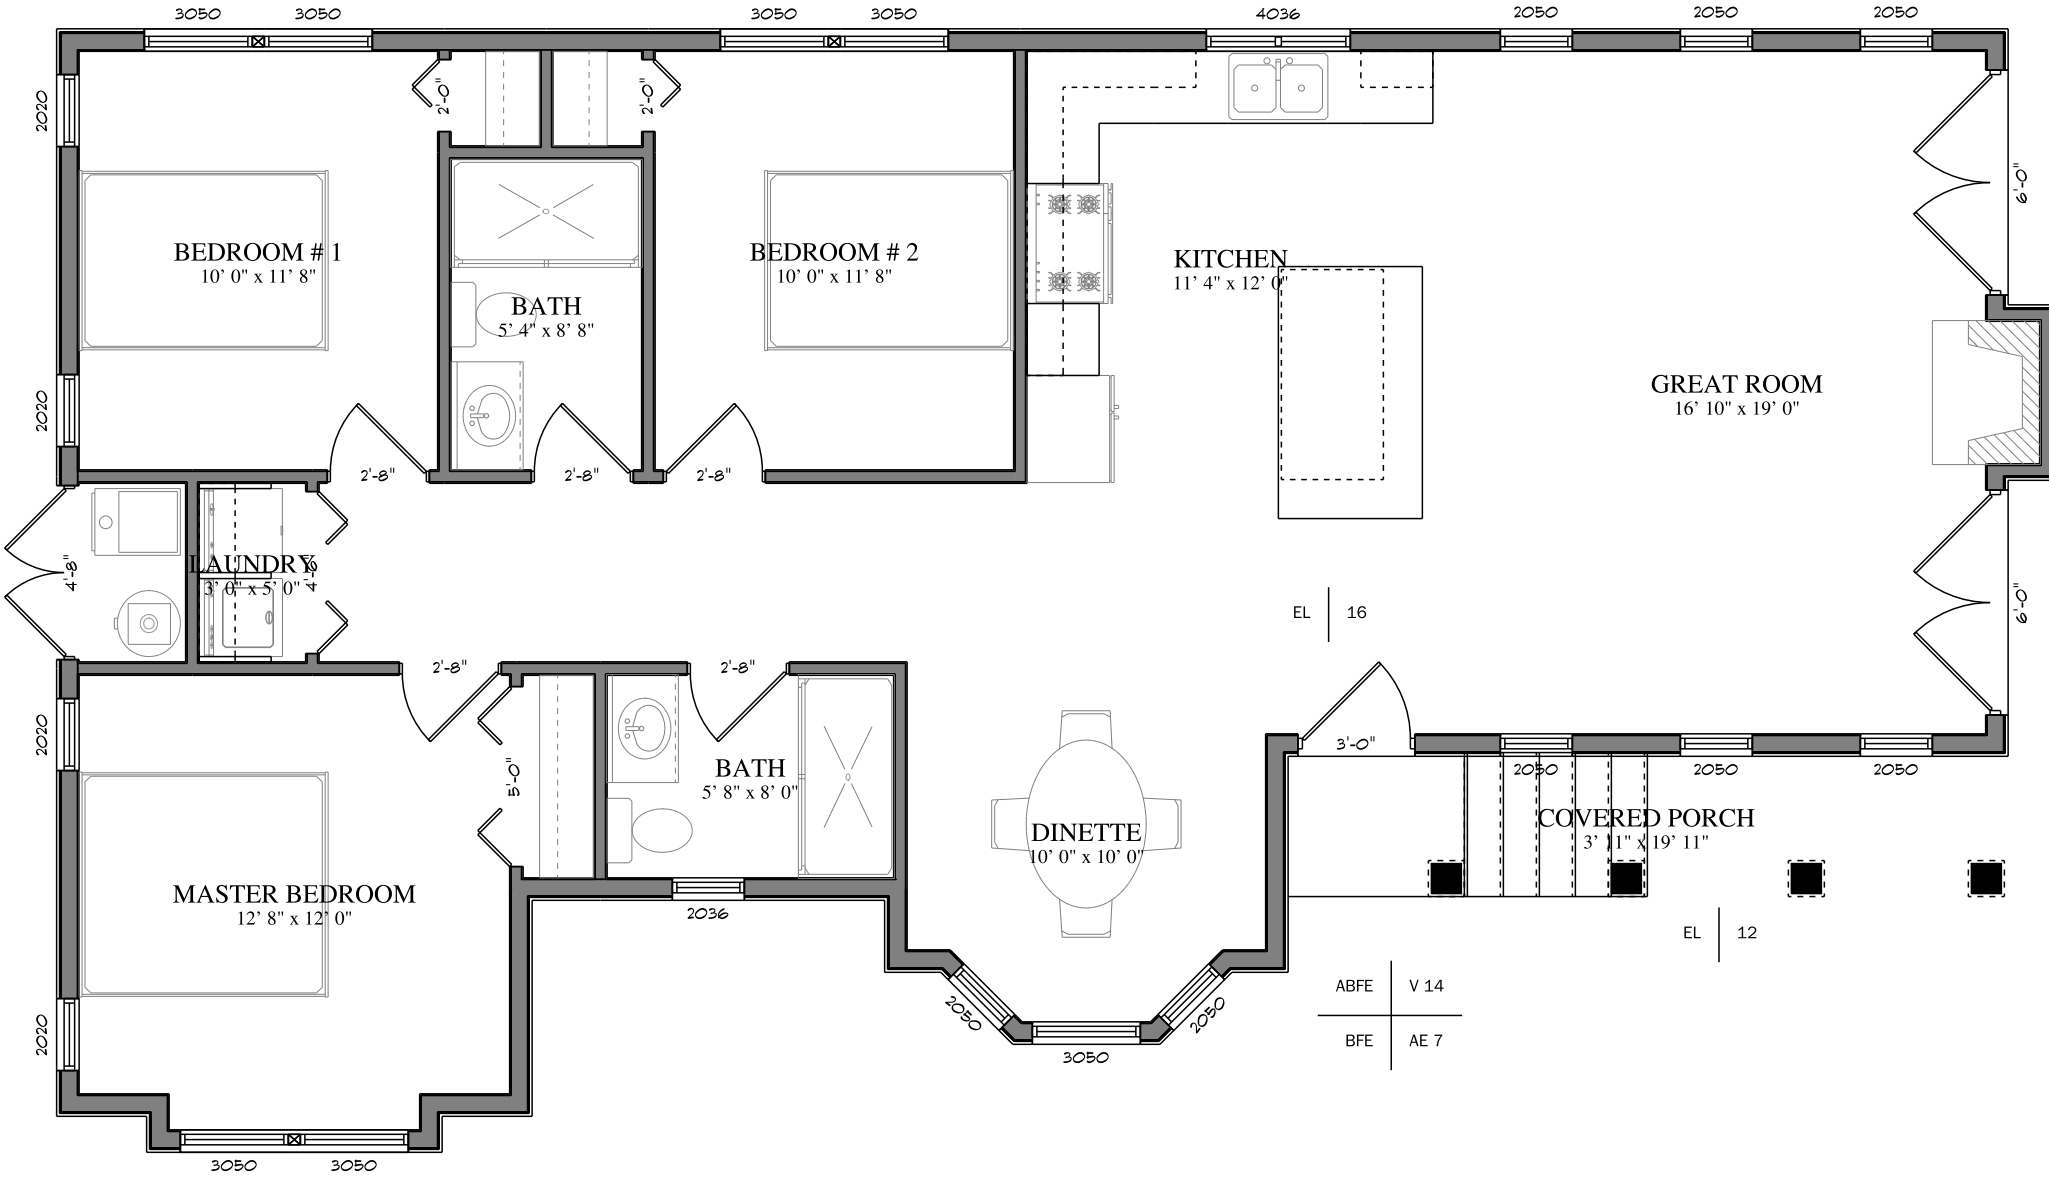 3050
3050
3050
3050
4036
2050
2050
2050
2020
2'-0"
2'-0"
6'-0"
BEDROOM # 1
10' 0" x 11' 8"
BEDROOM # 2
10' 0" x 11' 8"
KITCHEN
11' 4" x 12' 0"
BATH
5' 4" x 8' 8"
GREAT ROOM
16' 10" x 19' 0"
2020
2'-8"
2'-8"
2'-8"
4'-8"
LAUNDRY
3' 0" x 5' 0"
4'-6"
6'-0"
EL 16
2'-8"
2'-8"
2020
3'-0"
5'-0"
BATH
5' 8" x 8' 0"
2050
2050
2050
COVERED PORCH
3' 11" x 19' 11"
DINETTE
10' 0" x 10' 0"
MASTER BEDROOM
12' 8" x 12' 0"
2036
EL 12
ABFE V 14
BFE AE 7
2050
2050
2020
3050
3050
3050